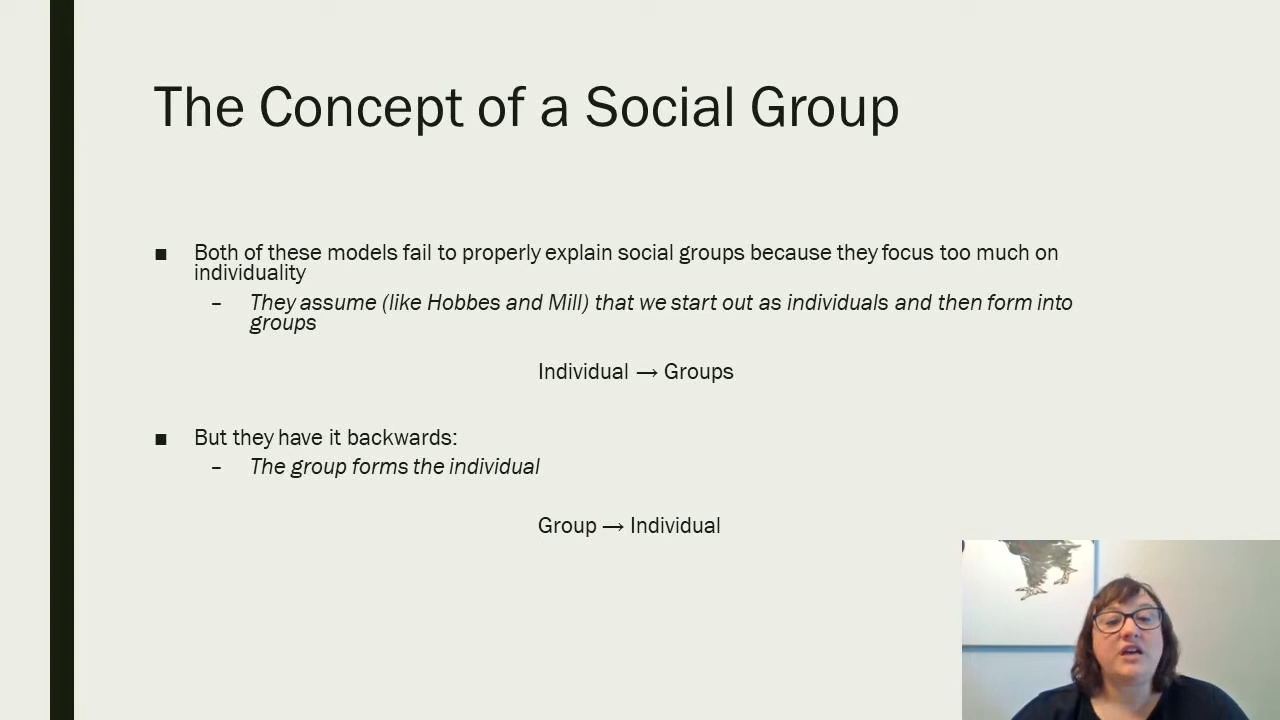 The Concept of a Social Group
■ Both of these models fail to properly explain social groups because they focus too much on
individuality
– They assume (like Hobbes and Mill) that we start out as individuals and then form into
groups
Individual → Groups
■ But they have it backwards:
– The group forms the individual
Group → Individual